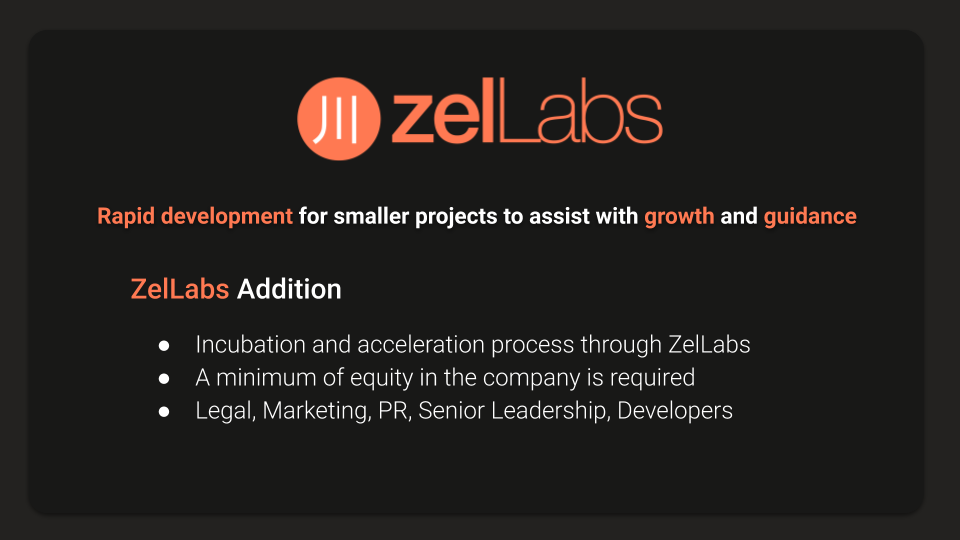 zelLabs
Rapid development for smaller projects to assist with growth and guidance
ZelLabs Addition
● Incubation and acceleration process through ZelLabs
● A minimum of equity in the company is required
● Legal, Marketing, PR, Senior Leadership, Developers